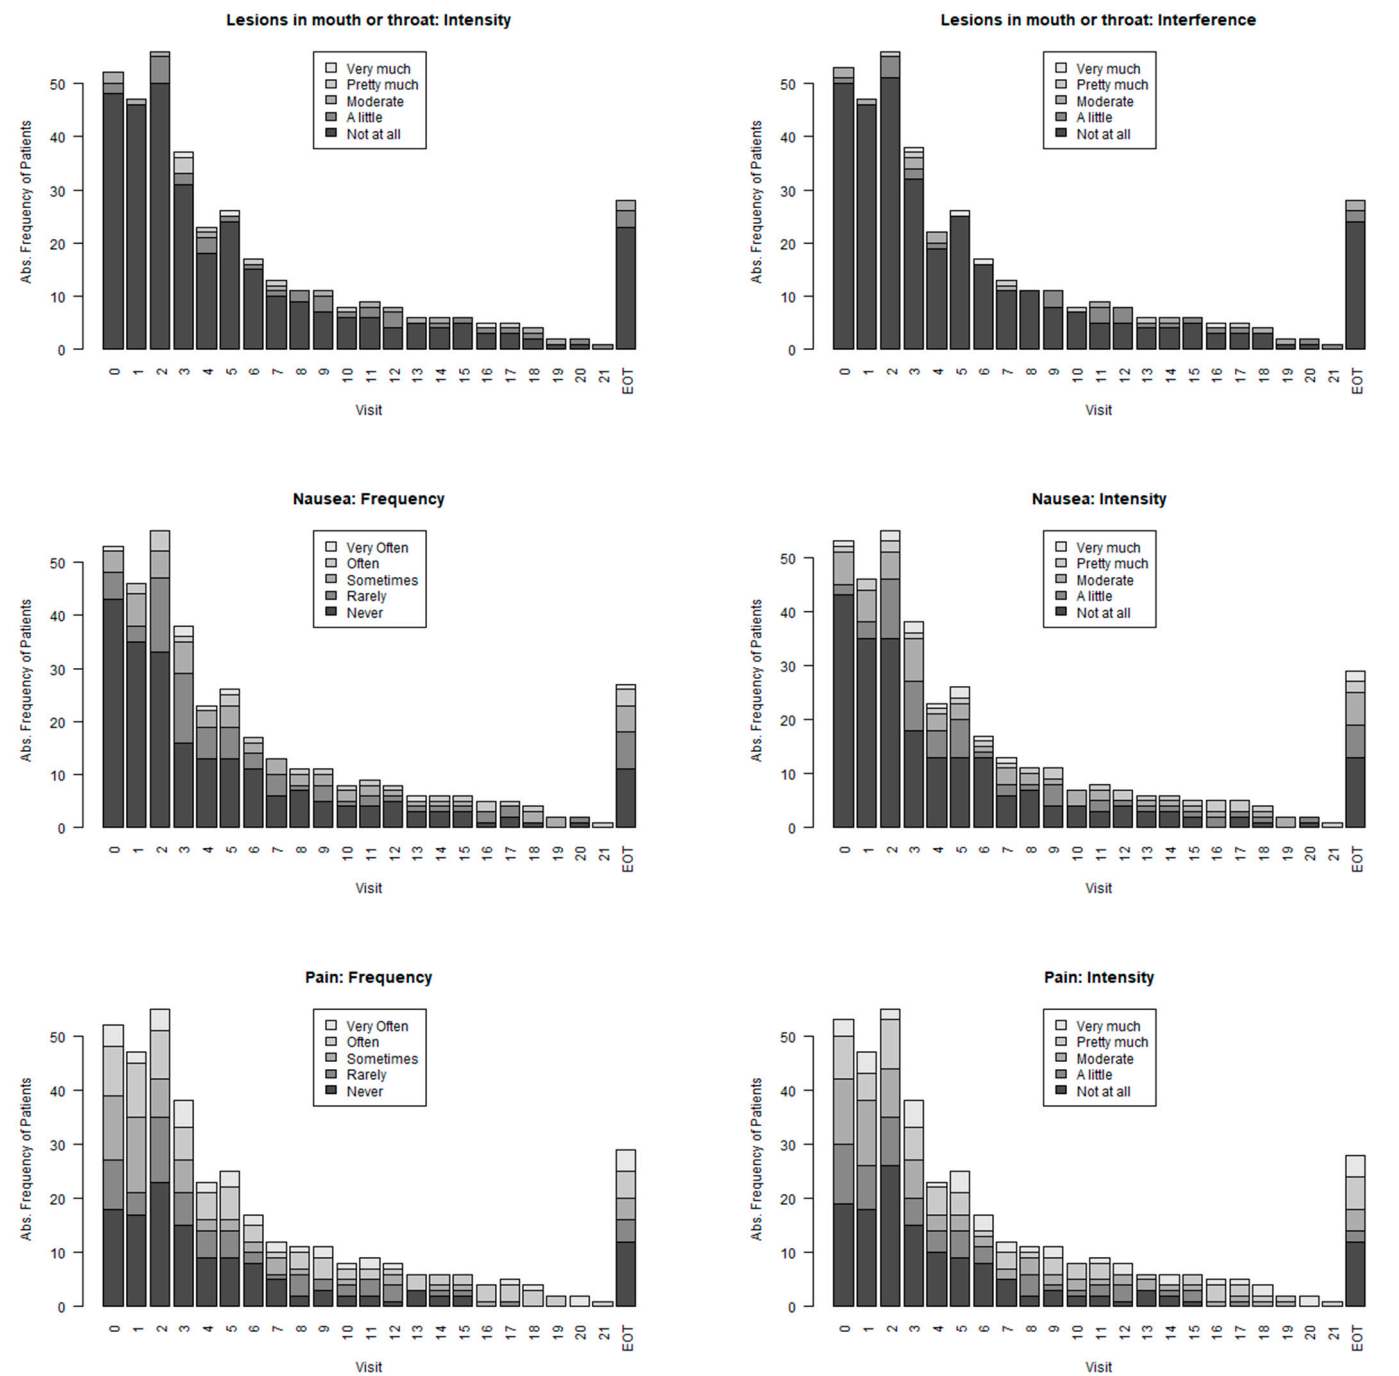 Lesions in mouth or throat: Intensity
Abs. Frequency of Patients
50
40
30
20
10
0
Very much
Pretty much
Moderate
A little
Not at all
0 1 2 3 4 5 6 7 8 9 10 11 12 13 14 15 16 17 18 19 20 21 EOT
Visit
Lesions in mouth or throat: Interference
Abs. Frequency of Patients
50
40
30
20
10
0
Very much
Pretty much
Moderate
A little
Not at all
0 1 2 3 4 5 6 7 8 9 10 11 12 13 14 15 16 17 18 19 20 21 EOT
Visit
Nausea: Frequency
Abs. Frequency of Patients
50
40
30
20
10
0
Very Often
Often
Sometimes
Rarely
Never
0 1 2 3 4 5 6 7 8 9 10 11 12 13 14 15 16 17 18 19 20 21 EOT
Visit
Nausea: Intensity
Abs. Frequency of Patients
50
40
30
20
10
0
Very much
Pretty much
Moderate
A little
Not at all
0 1 2 3 4 5 6 7 8 9 10 11 12 13 14 15 16 17 18 19 20 21 EOT
Visit
Pain: Frequency
Abs. Frequency of Patients
50
40
30
20
10
0
Very Often
Often
Sometimes
Rarely
Never
0 1 2 3 4 5 6 7 8 9 10 11 12 13 14 15 16 17 18 19 20 21 EOT
Visit
Pain: Intensity
Abs. Frequency of Patients
50
40
30
20
10
0
Very much
Pretty much
Moderate
A little
Not at all
0 1 2 3 4 5 6 7 8 9 10 11 12 13 14 15 16 17 18 19 20 21 EOT
Visit